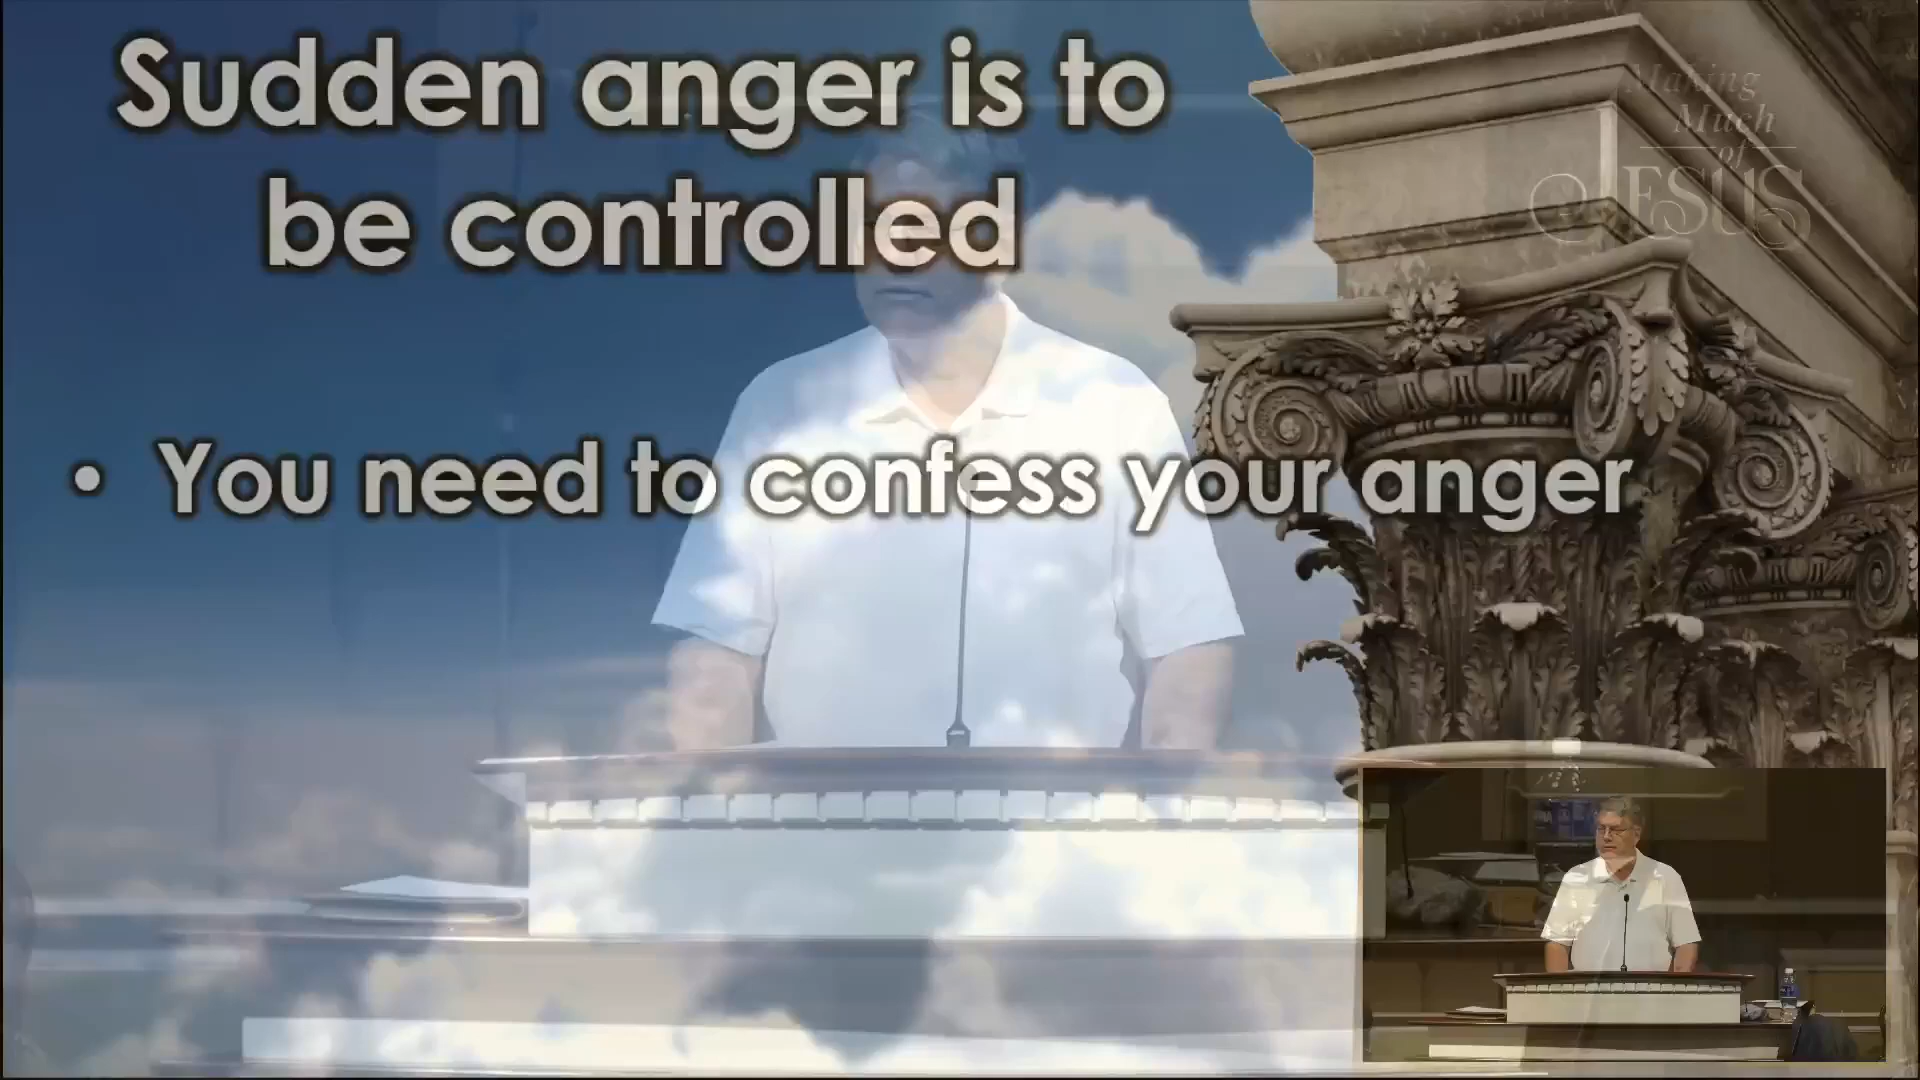 Sudden anger is to
be controlled
• You need to confess your anger
Making
Much
of
JESUS